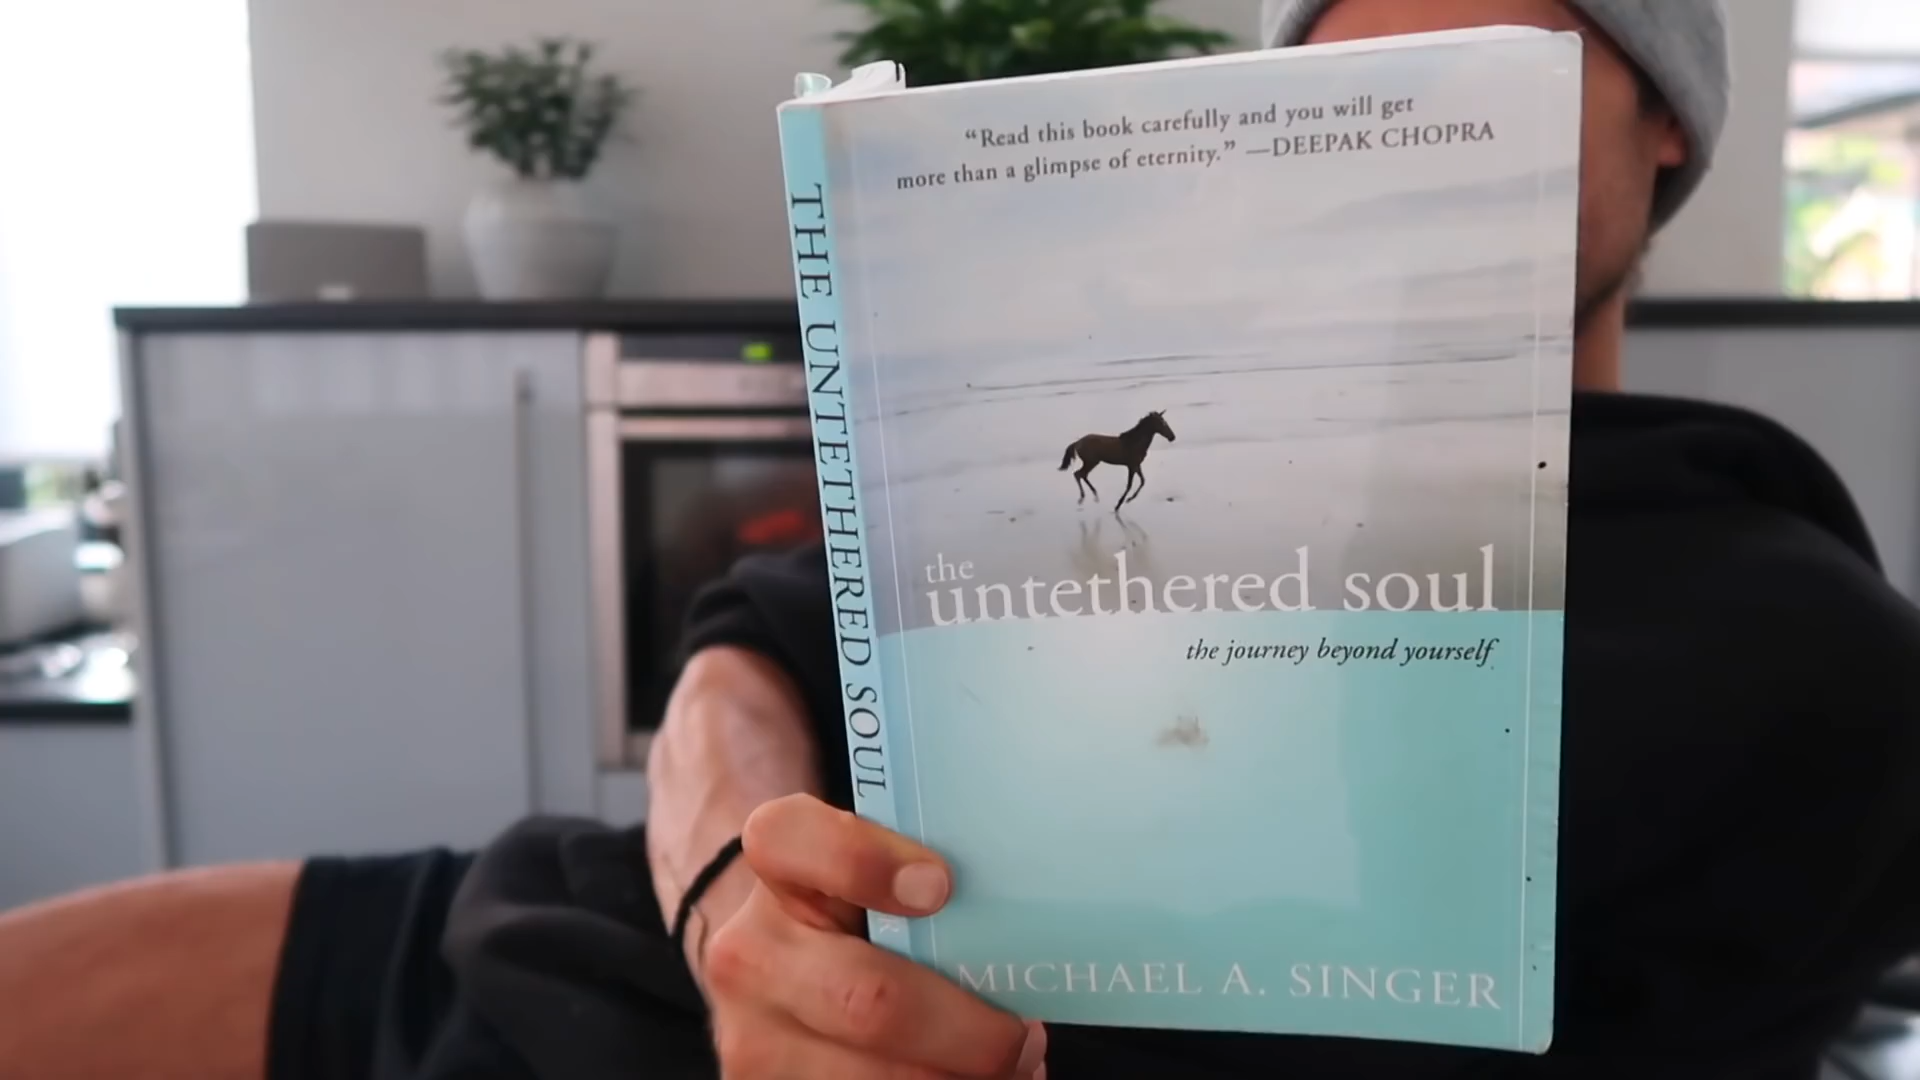 “Read this book carefully and you will get
more than a glimpse of eternity.” —DEEPAK CHOPRA
THE UNTETHERED SOUL
the
untethered soul
the journey beyond yourself
MICHAEL A. SINGER